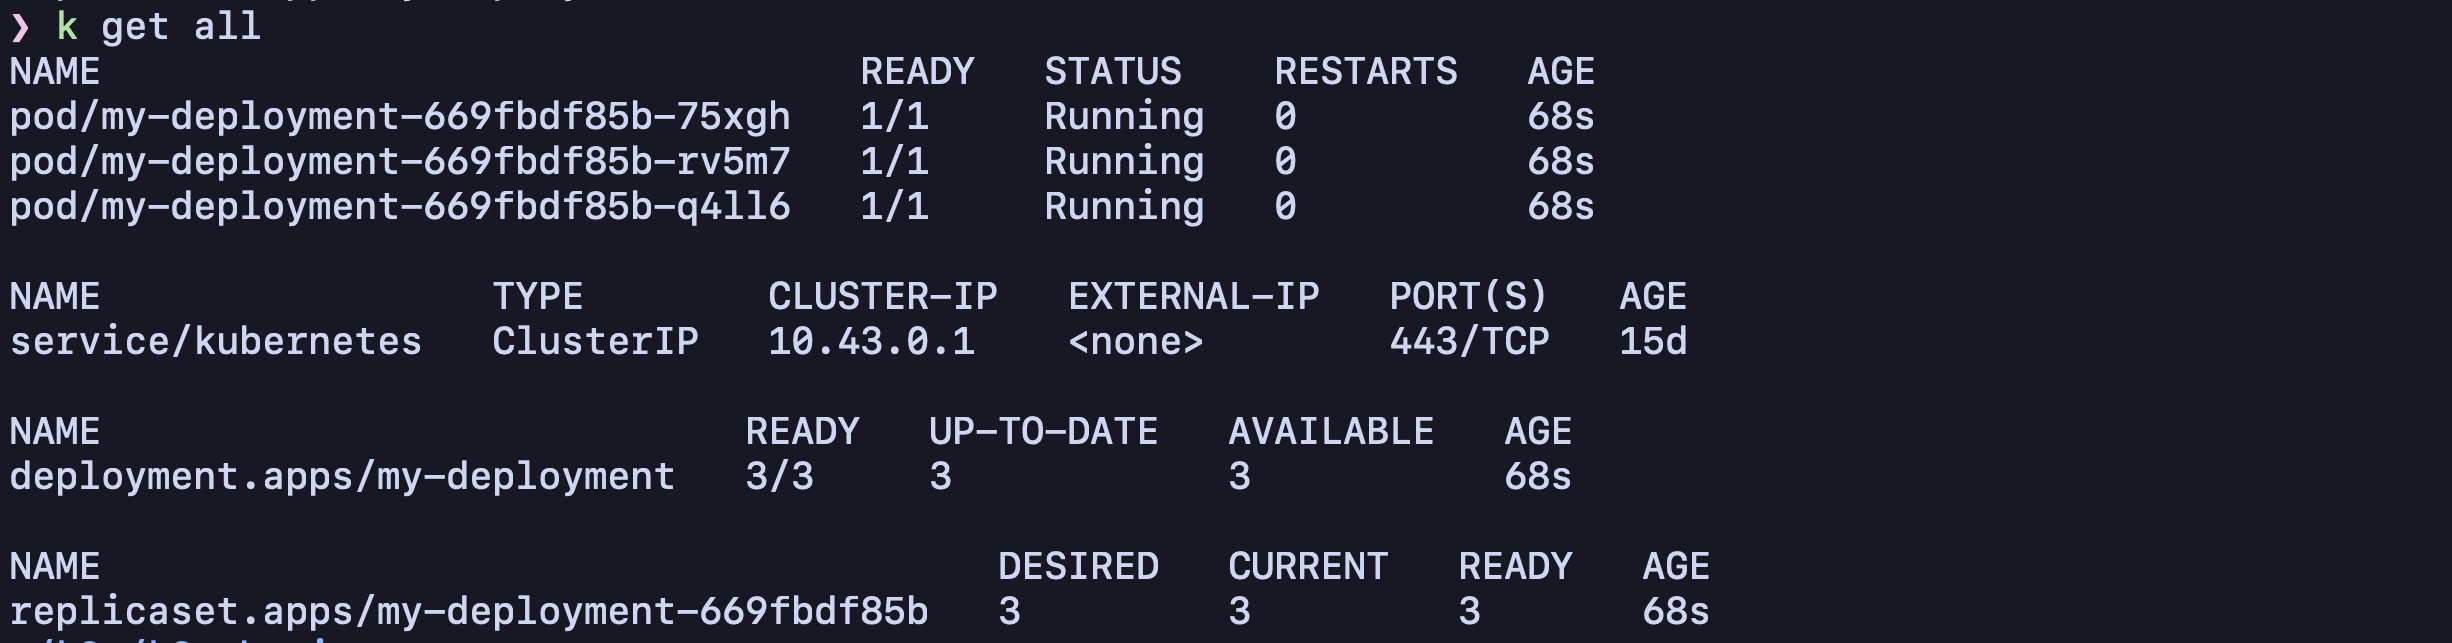 ❯ k get all
NAME READY STATUS RESTARTS AGE
pod/my-deployment-669fbdf85b-75xgh 1/1 Running 0 68s
pod/my-deployment-669fbdf85b-rv5m7 1/1 Running 0 68s
pod/my-deployment-669fbdf85b-q4ll6 1/1 Running 0 68s
NAME TYPE CLUSTER-IP EXTERNAL-IP PORT(S) AGE
service/kubernetes ClusterIP 10.43.0.1 <none> 443/TCP 15d
NAME READY UP-TO-DATE AVAILABLE AGE
deployment.apps/my-deployment 3/3 3 3 68s
NAME DESIRED CURRENT READY AGE
replicaset.apps/my-deployment-669fbdf85b 3 3 3 68s